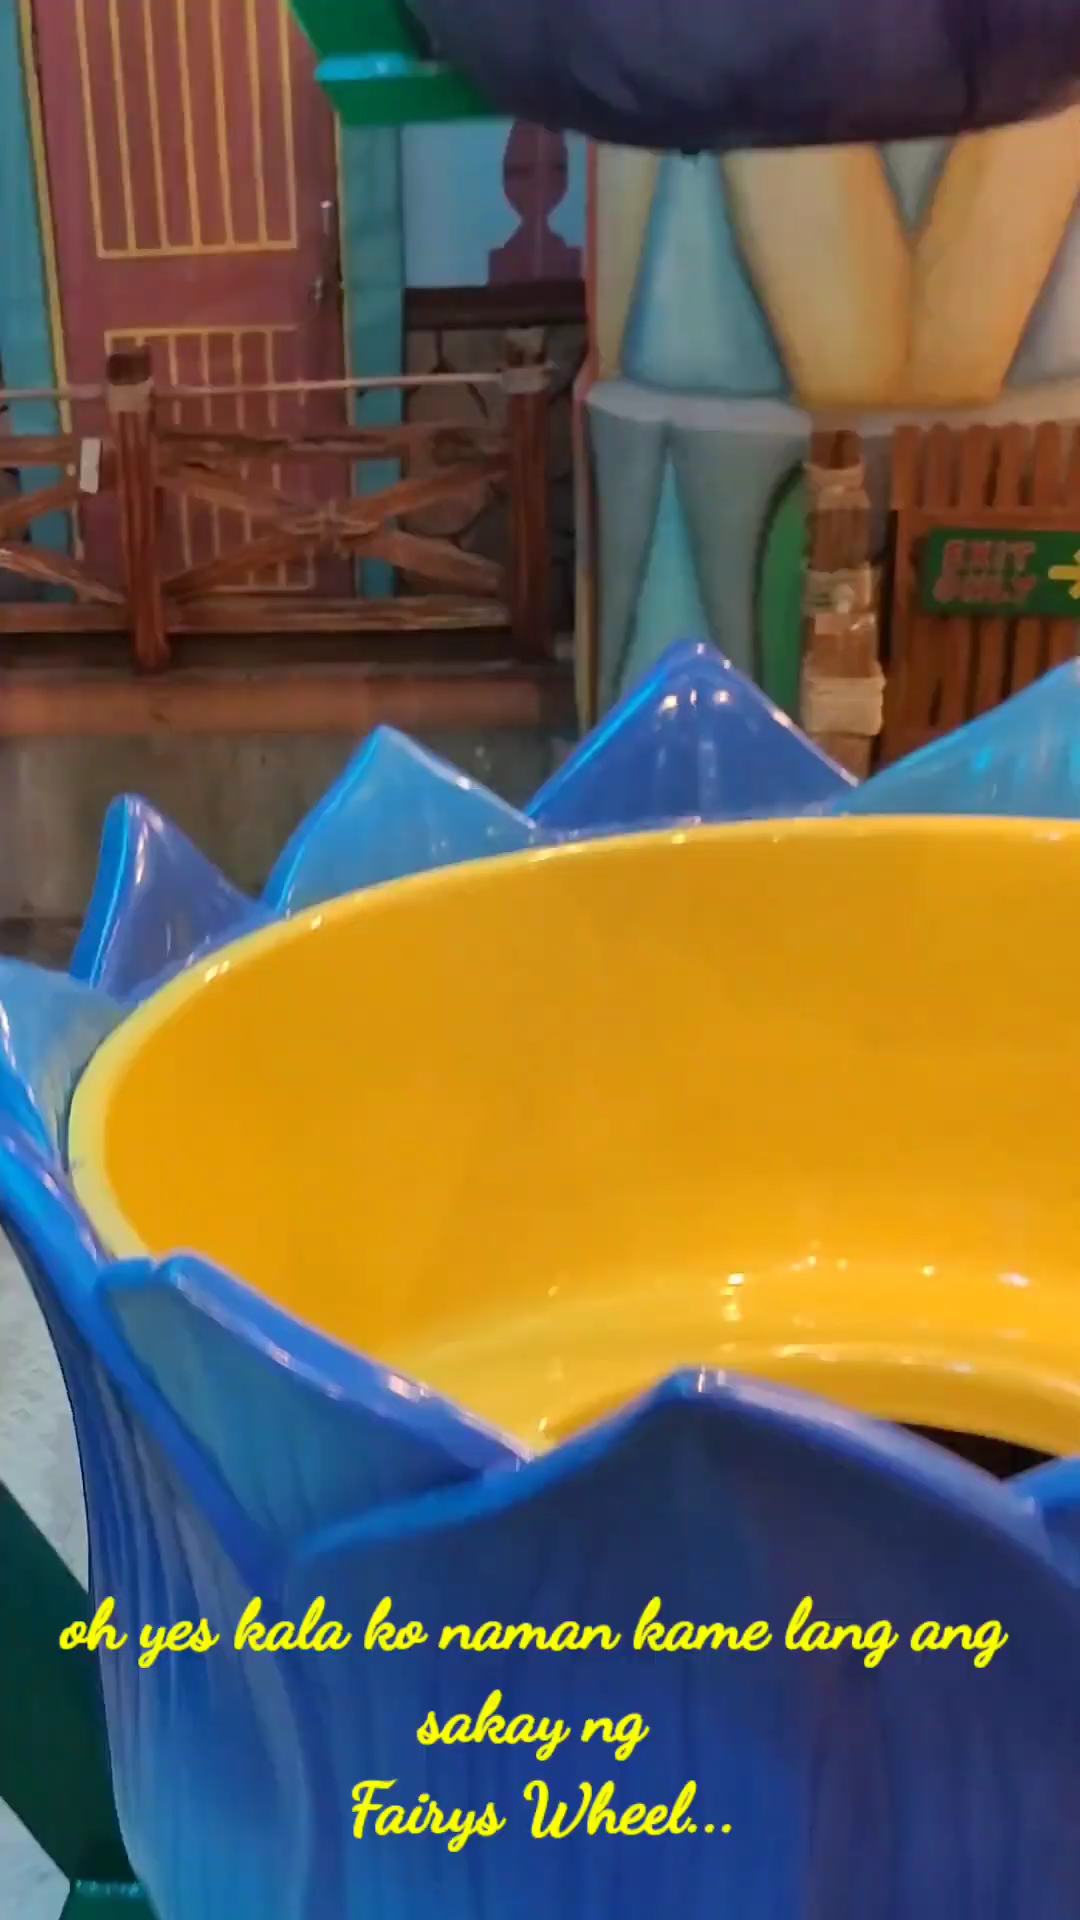 EXIT
ONLY
oh yes kala ko naman kame lang ang
sakay ng
Fairys Wheel...